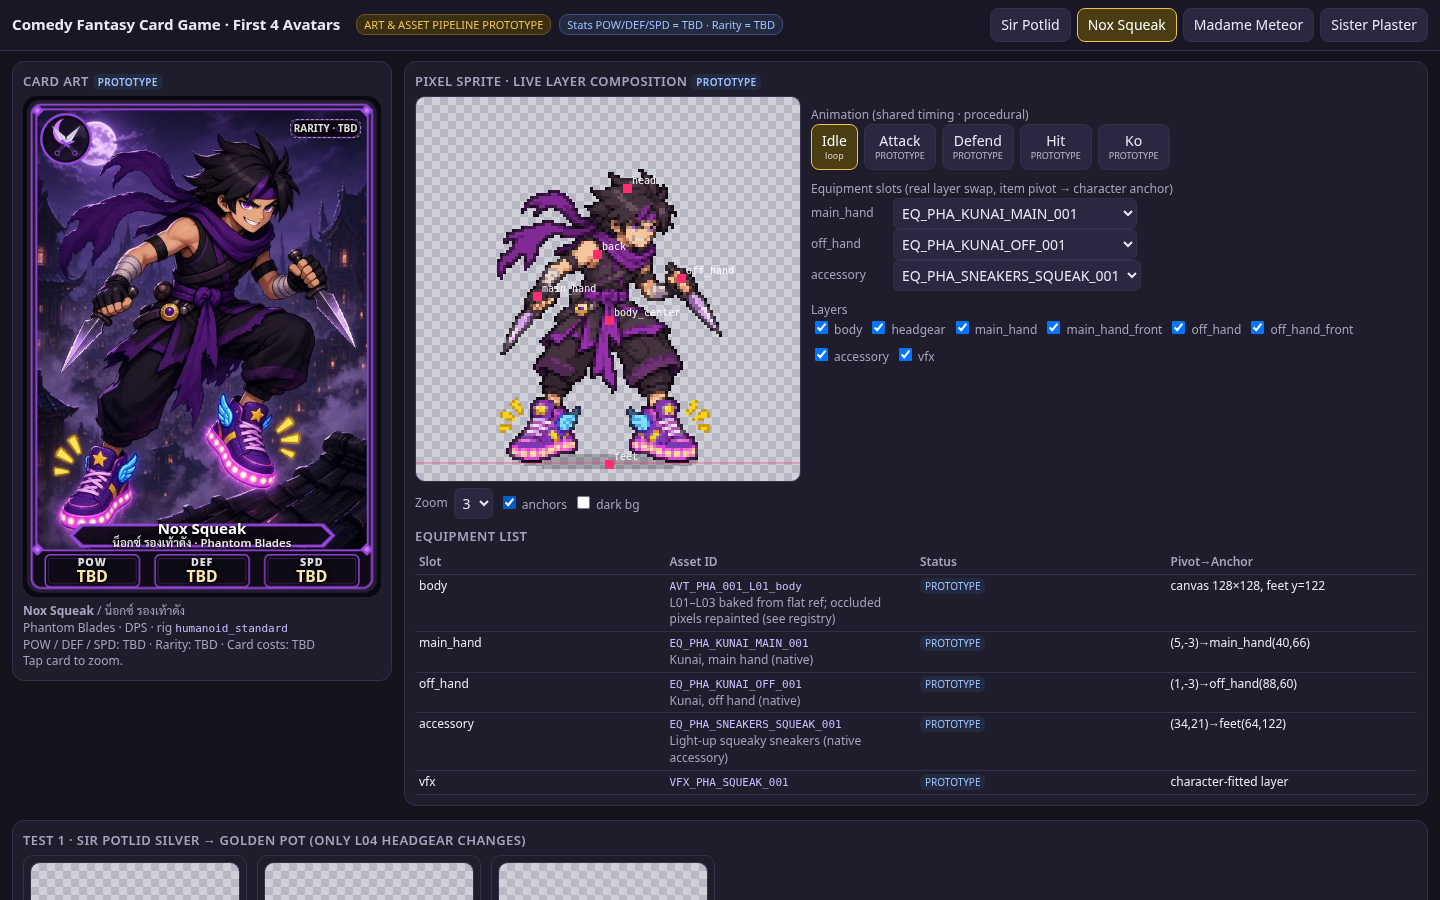 Comedy Fantasy Card Game · First 4 Avatars
ART & ASSET PIPELINE PROTOTYPE
Stats POW/DEF/SPD = TBD · Rarity = TBD
Sir Potlid
Nox Squeak
Madame Meteor
Sister Plaster
CARD ART PROTOTYPE
RARITY · TBD
Nox Squeak
น็อกซ์ รองเท้าดัง · Phantom Blades
POW
TBD
DEF
TBD
SPD
TBD
Nox Squeak / น็อกซ์ รองเท้าดัง
Phantom Blades · DPS · rig humanoid_standard
POW / DEF / SPD: TBD · Rarity: TBD · Card costs: TBD
Tap card to zoom.
PIXEL SPRITE · LIVE LAYER COMPOSITION PROTOTYPE
head
back
off_hand
main_hand
body_center
feet
Zoom 3 anchors dark bg
Animation (shared timing · procedural)
Idle
loop
Attack
PROTOTYPE
Defend
PROTOTYPE
Hit
PROTOTYPE
Ko
PROTOTYPE
Equipment slots (real layer swap, item pivot → character anchor)
main_hand EQ_PHA_KUNAI_MAIN_001
off_hand EQ_PHA_KUNAI_OFF_001
accessory EQ_PHA_SNEAKERS_SQUEAK_001
Layers
body headgear main_hand main_hand_front off_hand off_hand_front
accessory vfx
EQUIPMENT LIST
Slot Asset ID Status Pivot→Anchor
body AVT_PHA_001_L01_body PROTOTYPE canvas 128×128, feet y=122
L01–L03 baked from flat ref; occluded
pixels repainted (see registry)
main_hand EQ_PHA_KUNAI_MAIN_001 PROTOTYPE (5,-3)→main_hand(40,66)
Kunai, main hand (native)
off_hand EQ_PHA_KUNAI_OFF_001 PROTOTYPE (1,-3)→off_hand(88,60)
Kunai, off hand (native)
accessory EQ_PHA_SNEAKERS_SQUEAK_001 PROTOTYPE (34,21)→feet(64,122)
Light-up squeaky sneakers (native
accessory)
vfx VFX_PHA_SQUEAK_001 PROTOTYPE character-fitted layer
TEST 1 · SIR POTLID SILVER → GOLDEN POT (ONLY L04 HEADGEAR CHANGES)